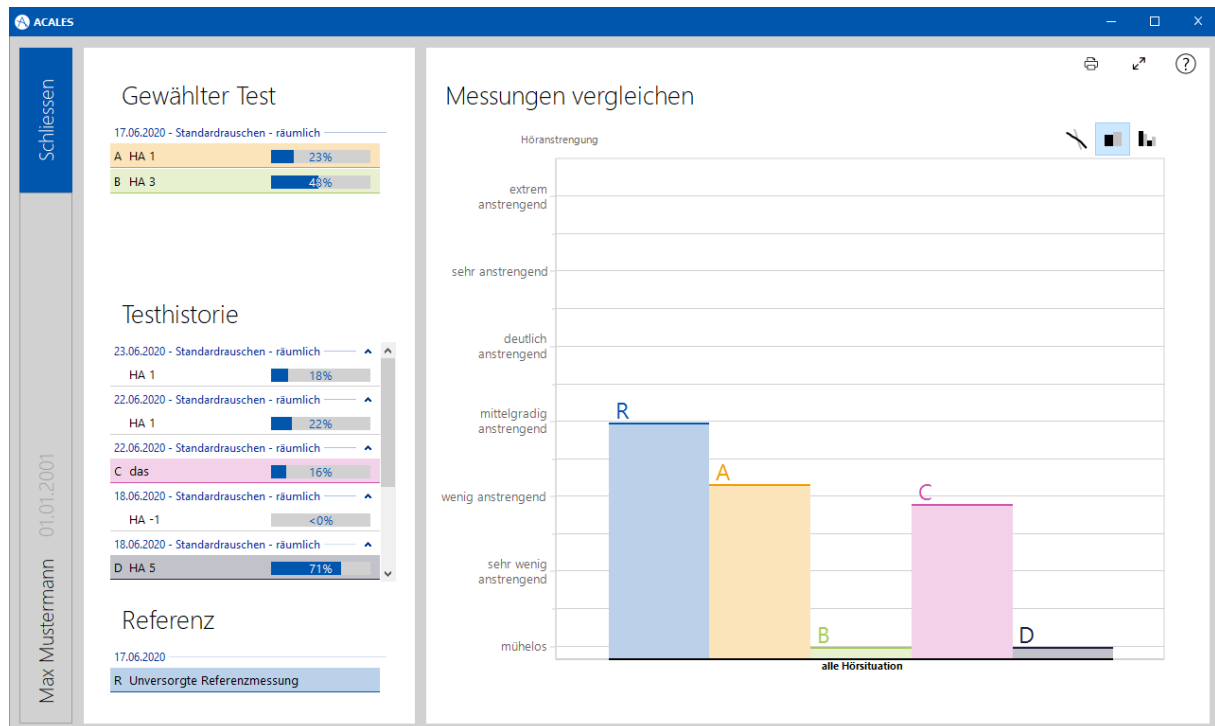 ACALES
Schliessen
Max Mustermann 01.01.2001
Gewählter Test
17.06.2020 - Standardrauschen - räumlich
A HA 1 23%
B HA 3 48%
Testhistorie
23.06.2020 - Standardrauschen - räumlich
HA 1 18%
22.06.2020 - Standardrauschen - räumlich
HA 1 22%
22.06.2020 - Standardrauschen - räumlich
C das 16%
18.06.2020 - Standardrauschen - räumlich
HA -1 <0%
18.06.2020 - Standardrauschen - räumlich
D HA 5 71%
Referenz
17.06.2020
R Unversorgte Referenzmessung
?
Messungen vergleichen
Höranstrengung
extrem
anstrengend
sehr anstrengend
deutlich
anstrengend
mittelgradig
anstrengend
wenig anstrengend
sehr wenig
anstrengend
mühelos
R
A
B
C
D
alle Hörsituation